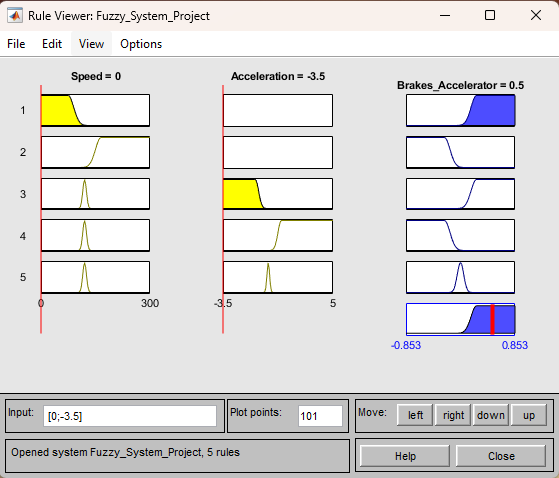 Rule Viewer: Fuzzy_System_Project
File Edit View Options
Speed = 0 Acceleration = -3.5 Brakes_Accelerator = 0.5
1
2
3
4
5
0 300 -3.5 5
-0.853 0.853
Input: [0;-3.5] Plot points: 101 Move: left right down up
Opened system Fuzzy_System_Project, 5 rules Help Close